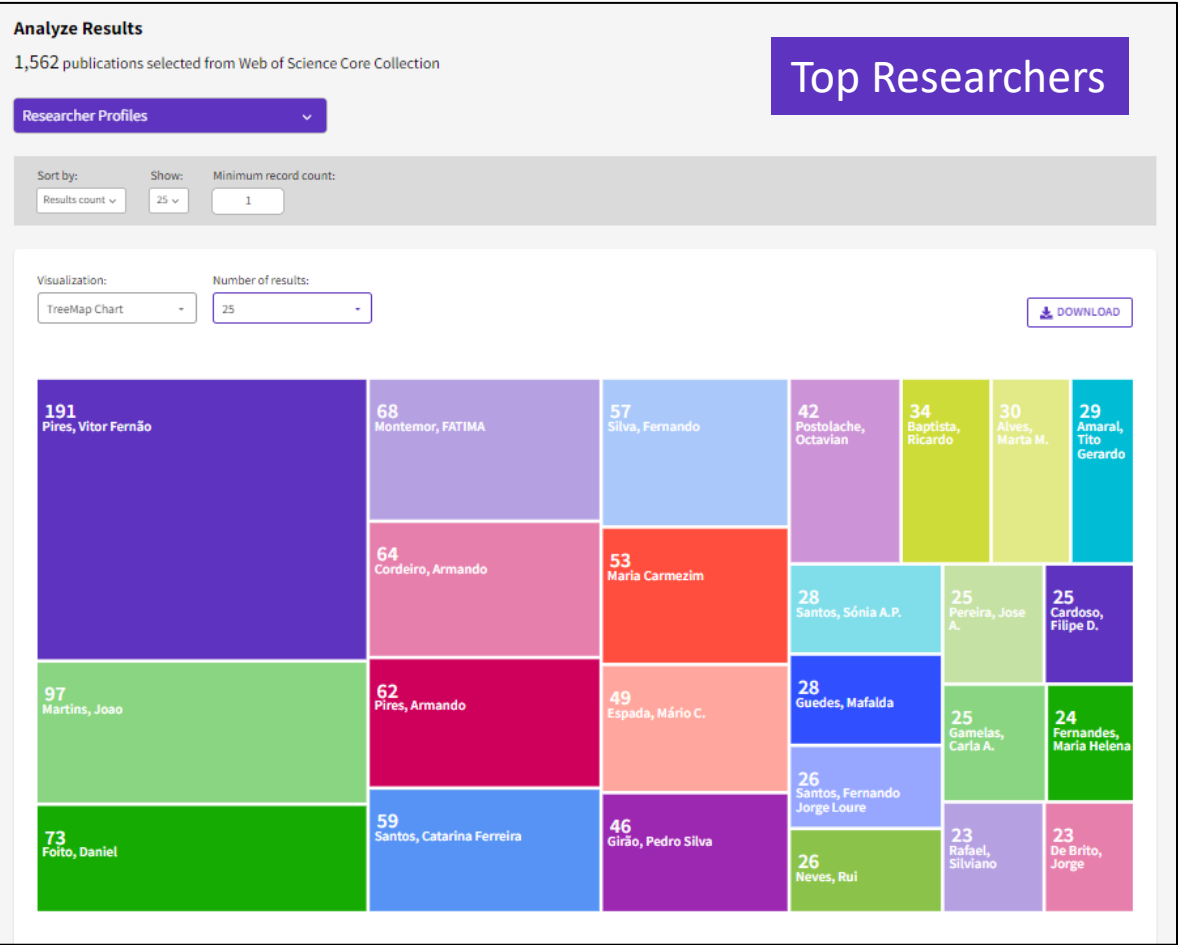 Analyze Results
1,562 publications selected from Web of Science Core Collection
Top Researchers
Researcher Profiles
Sort by:
Show:
Minimum record count:
Results count
25
1
Visualization:
Number of results:
TreeMap Chart
25
DOWNLOAD
191
Pires, Vitor Fernão
97
Martins, Joao
73
Foito, Daniel
68
Montemor, FATIMA
64
Cordeiro, Armando
62
Pires, Armando
59
Santos, Catarina Ferreira
57
Silva, Fernando
53
Maria Carmezim
49
Espada, Mário C.
46
Girão, Pedro Silva
42
Postolache,
Octavian
34
Baptista,
Ricardo
30
Alves,
Marta M.
29
Amaral,
Tito
Gerardo
28
Santos, Sónia A.P.
28
Guedes, Mafalda
26
Santos, Fernando
Jorge Loure
26
Neves, Rui
25
Pereira, Jose
A.
25
Cardoso,
Filipe D.
25
Gamelas,
Carla A.
24
Fernandes,
Maria Helena
23
Rafael,
Silviano
23
De Brito,
Jorge